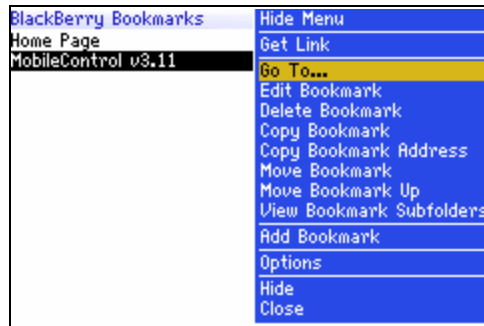 BlackBerry Bookmarks
Home Page
MobileControl v3.11
Hide Menu
Get Link
Go To...
Edit Bookmark
Delete Bookmark
Copy Bookmark
Copy Bookmark Address
Move Bookmark
Move Bookmark Up
View Bookmark Subfolders
Add Bookmark
Options
Hide
Close